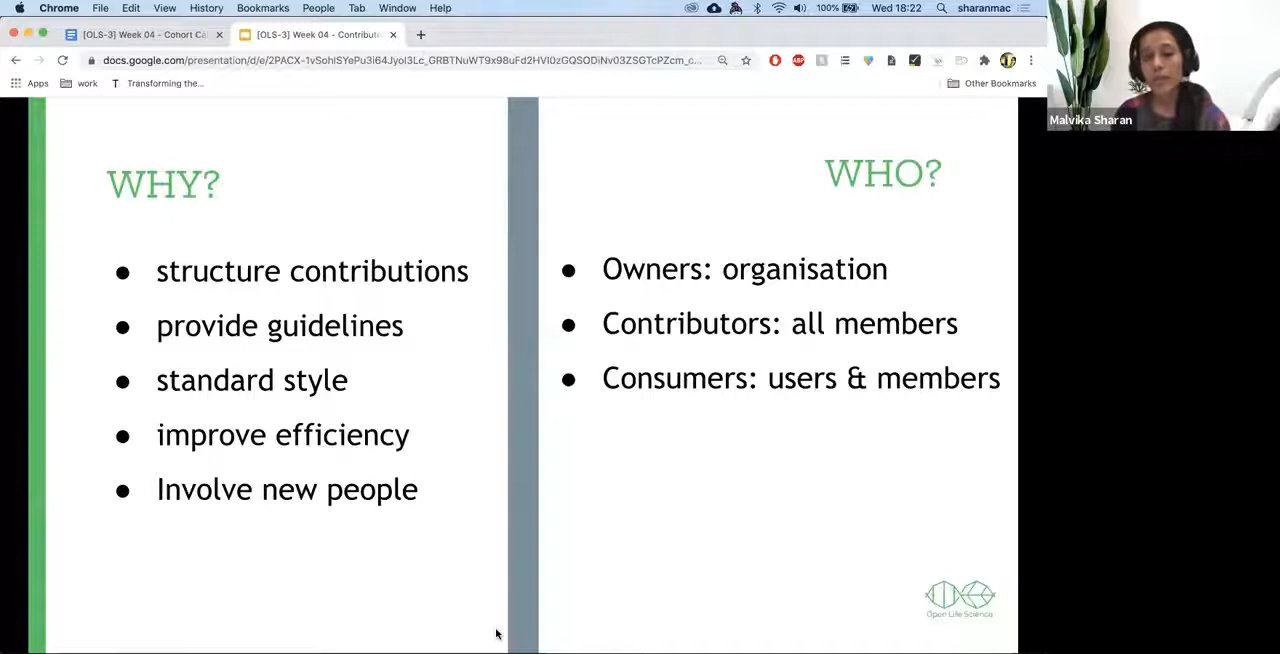 Chrome File Edit View History Bookmarks People Tab Window Help 100% Wed 18:22 sharanmac
[OLS-3] Week 04 - Cohort Ca [OLS-3] Week 04 - Contributo
docs.google.com/presentation/d/e/2PACX-1vSohlSYePu3i64Jyol3Lc_GRBTNuWT9x98uFd2HVI0zGQSODiNv03ZSGTcPZcm_c...
Apps work T Transforming the... Other Bookmarks
Malvika Sharan
WHY?
structure contributions
provide guidelines
standard style
improve efficiency
Involve new people
WHO?
Owners: organisation
Contributors: all members
Consumers: users & members
Open Life Science